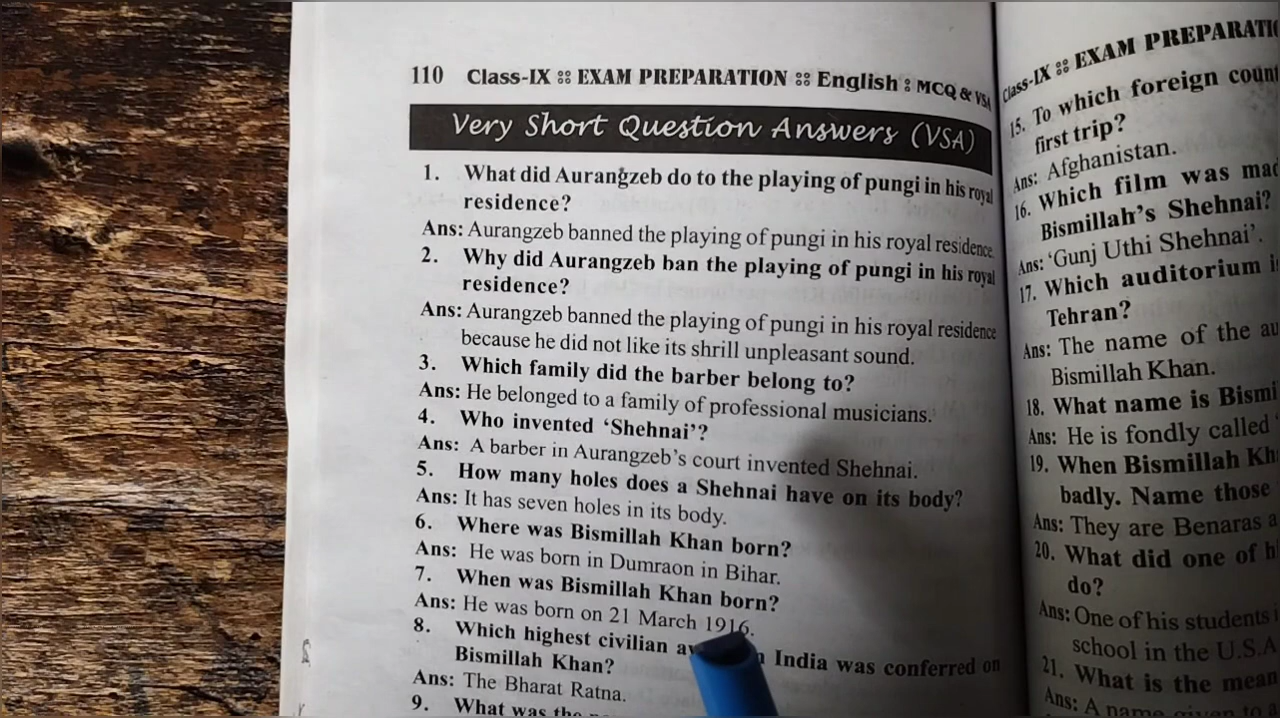 110 Class-IX :: EXAM PREPARATION :: English : MCQ & VSA
Very Short Question Answers (VSA)
1. What did Aurangzeb do to the playing of pungi in his royal
residence?
Ans: Aurangzeb banned the playing of pungi in his royal residence.
2. Why did Aurangzeb ban the playing of pungi in his royal
residence?
Ans: Aurangzeb banned the playing of pungi in his royal residence
because he did not like its shrill unpleasant sound.
3. Which family did the barber belong to?
Ans: He belonged to a family of professional musicians.
4. Who invented ‘Shehnai’?
Ans: A barber in Aurangzeb’s court invented Shehnai.
5. How many holes does a Shehnai have on its body?
Ans: It has seven holes in its body.
6. Where was Bismillah Khan born?
Ans: He was born in Dumraon in Bihar.
7. When was Bismillah Khan born?
Ans: He was born on 21 March 1916.
8. Which highest civilian India was conferred on
Bismillah Khan?
Ans: The Bharat Ratna.
9. What was the
Class-IX :: EXAM PREPARATI
15. To which foreign
first trip?
Ans: Afghanistan.
16. Which film was
Bismillah’s Shehnai?
Ans: ‘Gunj Uthi Shehnai’.
17. Which auditorium
Tehran?
Ans: The name of the
Bismillah Khan.
18. What name is
Ans: He is fondly called
19. When Bismillah
badly. Name those
Ans: They are Benaras
20. What did one of
do?
Ans: One of his students
school in the U.S.A
21. What is the
Ans: A name given to